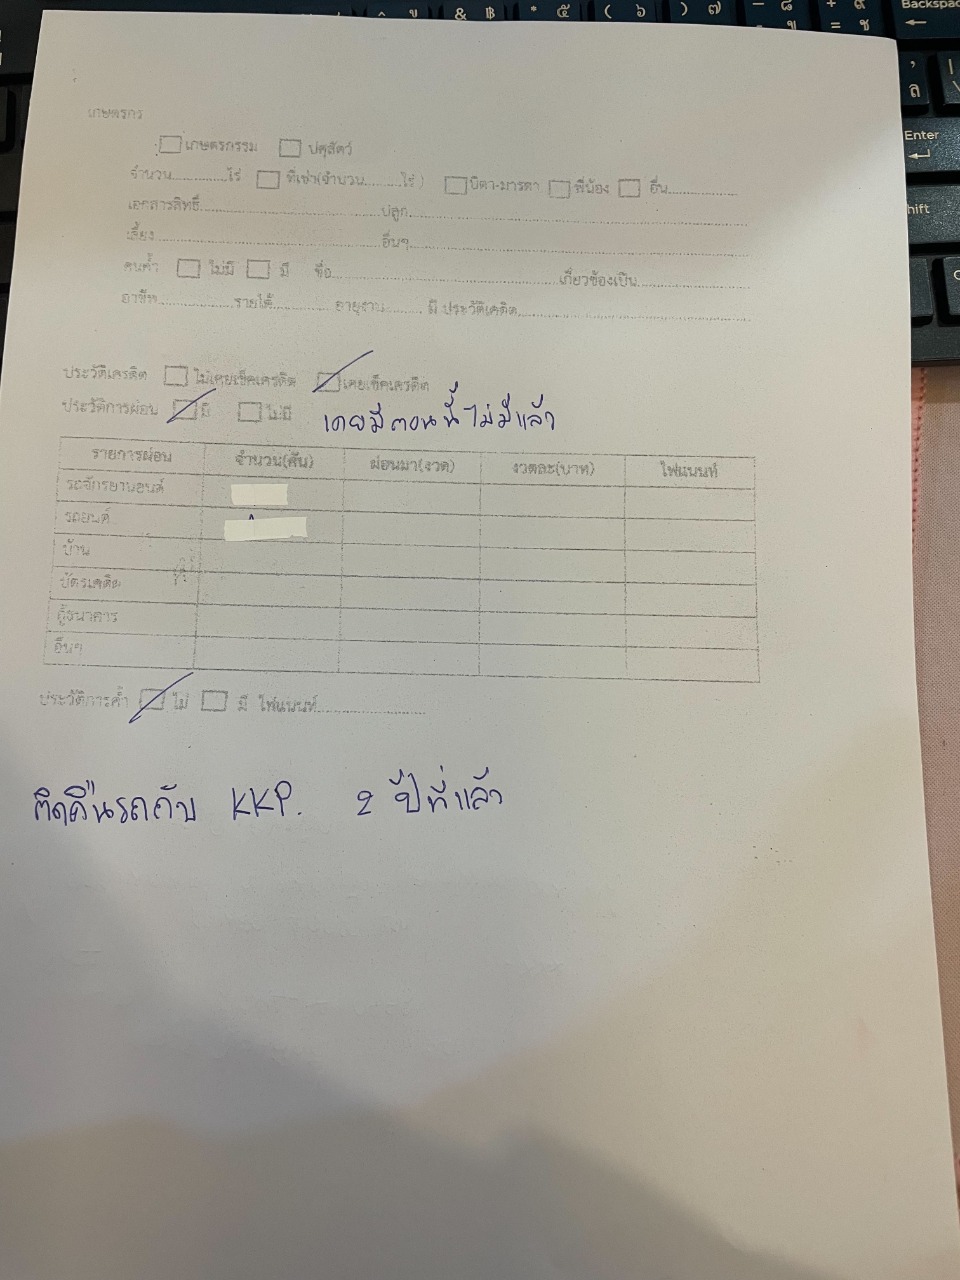 เกษตรกร
☐ เกษตรกรรม ☐ ปศุสัตว์
จำนวน............ไร่ ☐ ที่เช่า(จำนวน........ไร่) ☐ บิดา-มารดา ☐ พี่น้อง ☐ อื่น..............
เอกสารสิทธิ์....................................ปลูก....................................
เลี้ยง....................................อื่นๆ....................................
คนค้ำ ☐ ไม่มี ☐ มี ชื่อ....................................เกี่ยวข้องเป็น....................
อาชีพ...............รายได้...............อายุงาน..........มี ประวัติเครดิต....................................
ประวัติเครดิต ☐ ไม่เคยเช็คเครดิต ☑ เคยเช็คเครดิต
ประวัติการผ่อน ☑ มี ☐ ไม่มี เคยมี ตอนนี้ไม่มีแล้ว
รายการผ่อน จำนวน(คัน) ผ่อนมา(งวด) งวดละ(บาท) ไฟแนนท์
รถจักรยานยนต์
รถยนต์
บ้าน
บัตรเครดิต
กู้ธนาคาร
อื่นๆ
ประวัติการค้ำ ☑ ไม่ ☐ มี ไฟแนนท์....................
ติดคืนรถกับ KKP. 2 ปีที่แล้ว
& ฿ * ๕ ( ๖ ) ๗ - ๘ + ๙ Backspace
ข = ช
ล
Enter
hift